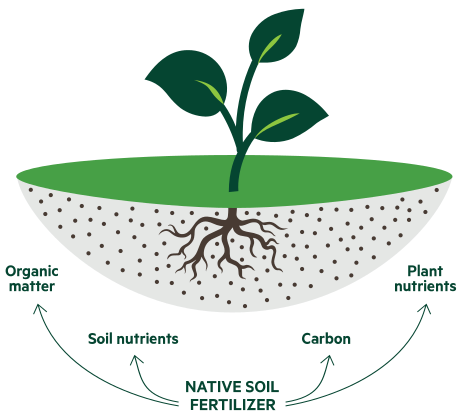 Organic
matter
Plant
nutrients
Soil nutrients
Carbon
NATIVE SOIL
FERTILIZER